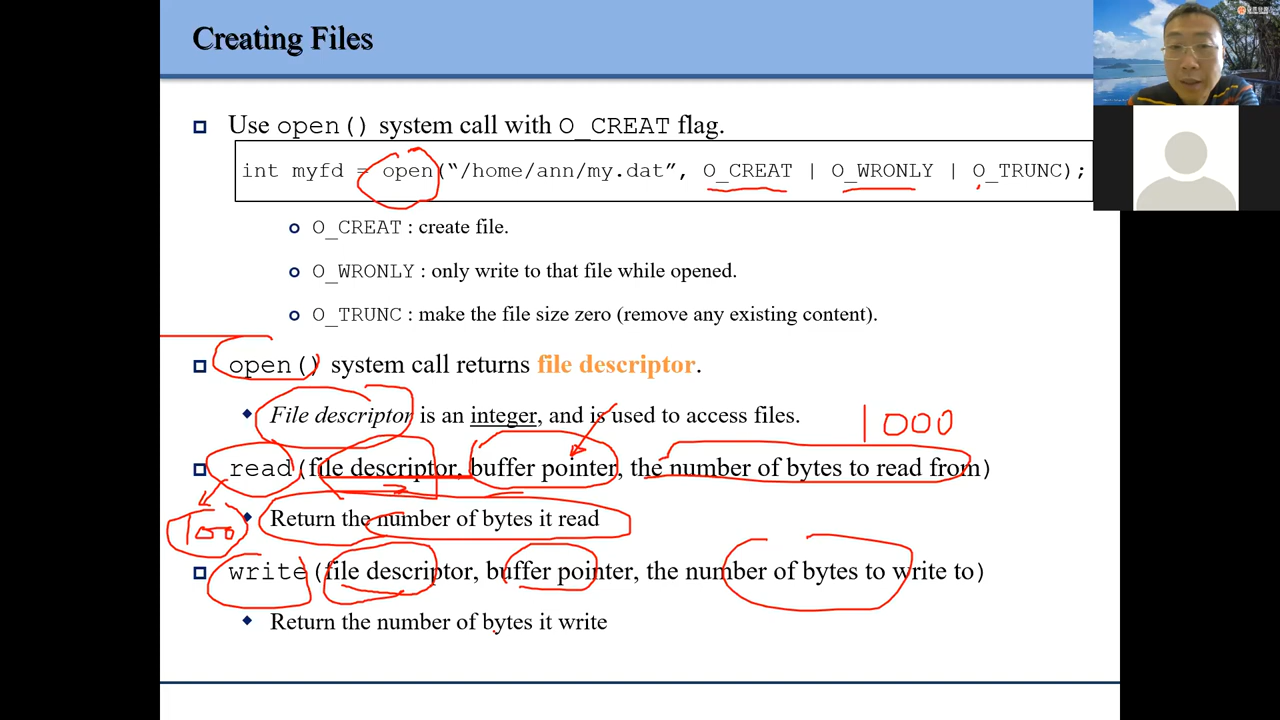 Creating Files
Use open() system call with O_CREAT flag.
int myfd = open(“/home/ann/my.dat”, O_CREAT | O_WRONLY | O_TRUNC);
O_CREAT : create file.
O_WRONLY : only write to that file while opened.
O_TRUNC : make the file size zero (remove any existing content).
open() system call returns file descriptor.
File descriptor is an integer, and is used to access files.
1000
read(file descriptor, buffer pointer, the number of bytes to read from)
Return the number of bytes it read
100
write(file descriptor, buffer pointer, the number of bytes to write to)
Return the number of bytes it write